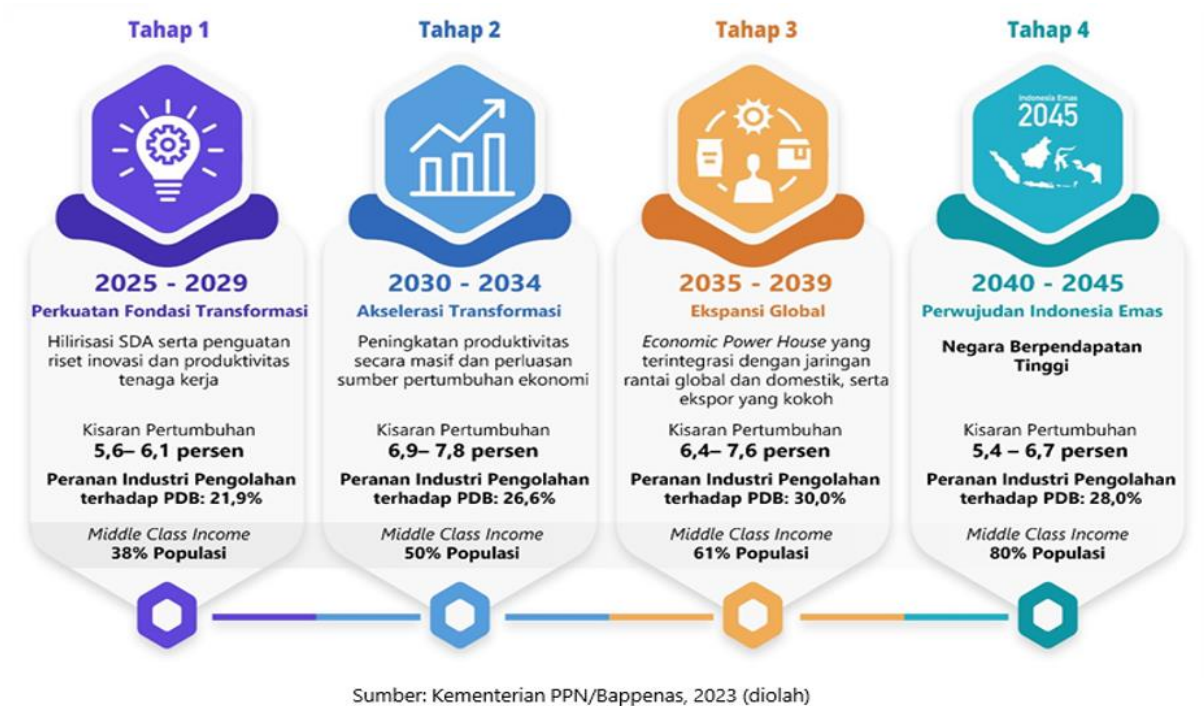 Tahap 1
2025 - 2029
Perkuatan Fondasi Transformasi
Hilirisasi SDA serta penguatan
riset inovasi dan produktivitas
tenaga kerja
Kisaran Pertumbuhan
5,6– 6,1 persen
Peranan Industri Pengolahan
terhadap PDB: 21,9%
Middle Class Income
38% Populasi
Tahap 2
2030 - 2034
Akselerasi Transformasi
Peningkatan produktivitas
secara masif dan perluasan
sumber pertumbuhan ekonomi
Kisaran Pertumbuhan
6,9– 7,8 persen
Peranan Industri Pengolahan
terhadap PDB: 26,6%
Middle Class Income
50% Populasi
Tahap 3
2035 - 2039
Ekspansi Global
Economic Power House yang
terintegrasi dengan jaringan
rantai global dan domestik, serta
ekspor yang kokoh
Kisaran Pertumbuhan
6,4– 7,6 persen
Peranan Industri Pengolahan
terhadap PDB: 30,0%
Middle Class Income
61% Populasi
Tahap 4
Indonesia Emas
2045
2040 - 2045
Perwujudan Indonesia Emas
Negara Berpendapatan
Tinggi
Kisaran Pertumbuhan
5,4 – 6,7 persen
Peranan Industri Pengolahan
terhadap PDB: 28,0%
Middle Class Income
80% Populasi
Sumber: Kementerian PPN/Bappenas, 2023 (diolah)